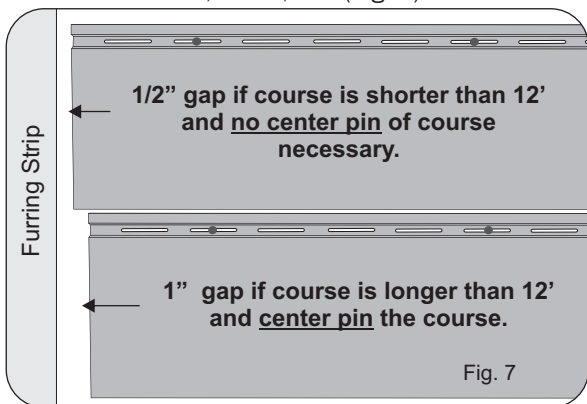 Furring Strip
1/2” gap if course is shorter than 12’
and no center pin of course
necessary.
1” gap if course is longer than 12’
and center pin the course.
Fig. 7